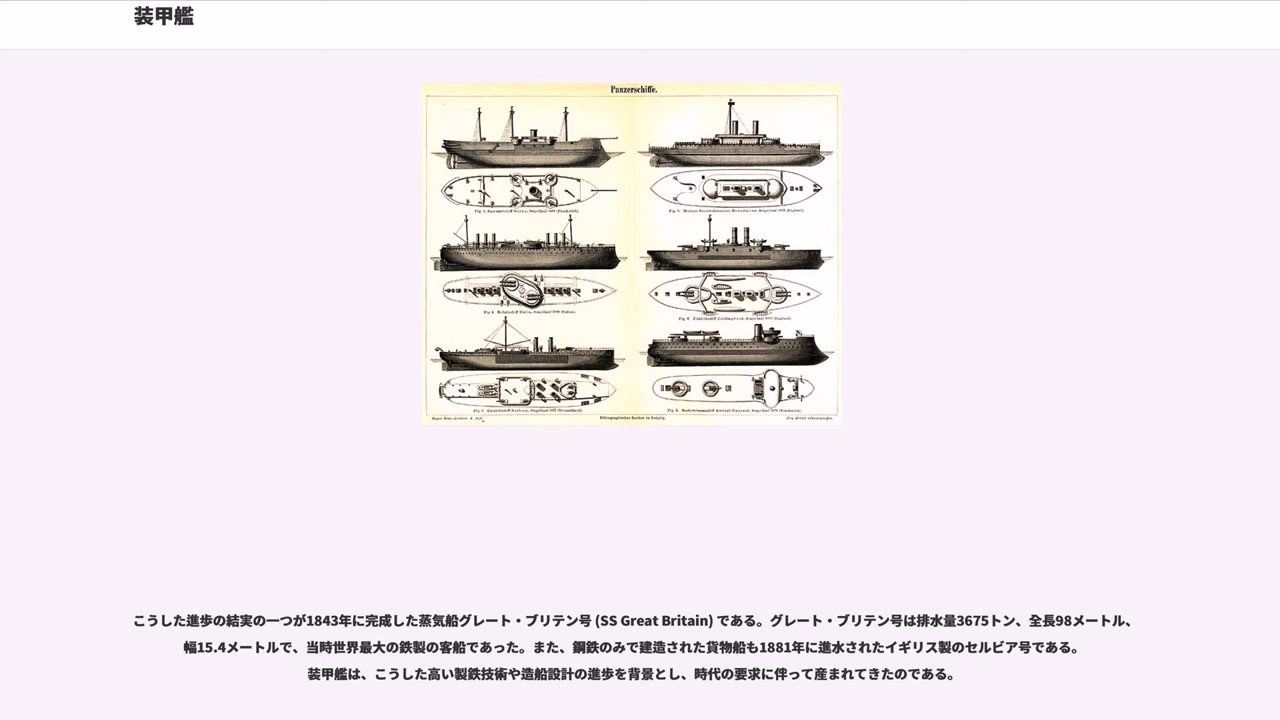 装甲艦
Panzerschiffe.
Bibliographisches Institut in Leipzig.
こうした進歩の結実の一つが1843年に完成した蒸気船グレート・ブリテン号 (SS Great Britain) である。グレート・ブリテン号は排水量3675トン、全長98メートル、
幅15.4メートルで、当時世界最大の鉄製の客船であった。また、鋼鉄のみで建造された貨物船も1881年に進水されたイギリス製のセルビア号である。
装甲艦は、こうした高い製鉄技術や造船設計の進歩を背景とし、時代の要求に伴って産まれてきたのである。